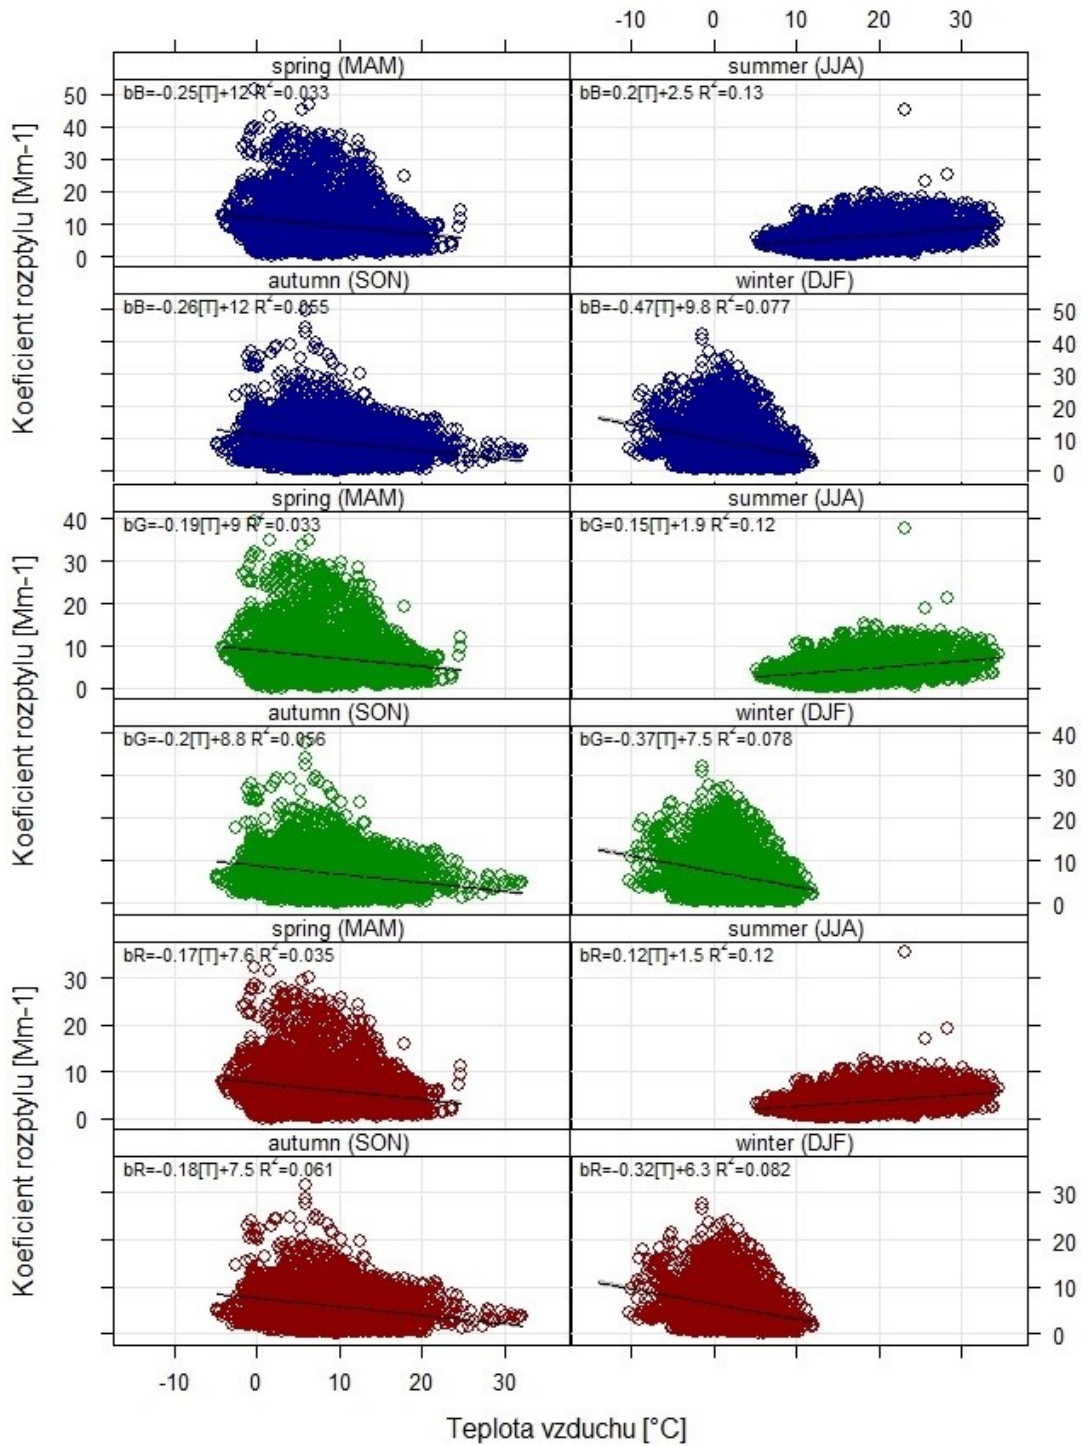 -10 0 10 20 30
spring (MAM) summer (JJA)
bB=-0.25[T]+12 R²=0.033 bB=0.2[T]+2.5 R²=0.13
50
40
30
20
10
0
Koeficient rozptylu [Mm-1]
autumn (SON) winter (DJF)
bB=-0.26[T]+12 R²=0.055 bB=-0.47[T]+9.8 R²=0.077
50
40
30
20
10
0
spring (MAM) summer (JJA)
bG=-0.19[T]+9 R²=0.033 bG=0.15[T]+1.9 R²=0.12
40
30
20
10
0
Koeficient rozptylu [Mm-1]
autumn (SON) winter (DJF)
bG=-0.2[T]+8.8 R²=0.056 bG=-0.37[T]+7.5 R²=0.078
40
30
20
10
0
spring (MAM) summer (JJA)
bR=-0.17[T]+7.6 R²=0.035 bR=0.12[T]+1.5 R²=0.12
30
20
10
0
Koeficient rozptylu [Mm-1]
autumn (SON) winter (DJF)
bR=-0.18[T]+7.5 R²=0.061 bR=-0.32[T]+6.3 R²=0.082
30
20
10
0
-10 0 10 20 30
Teplota vzduchu [°C]